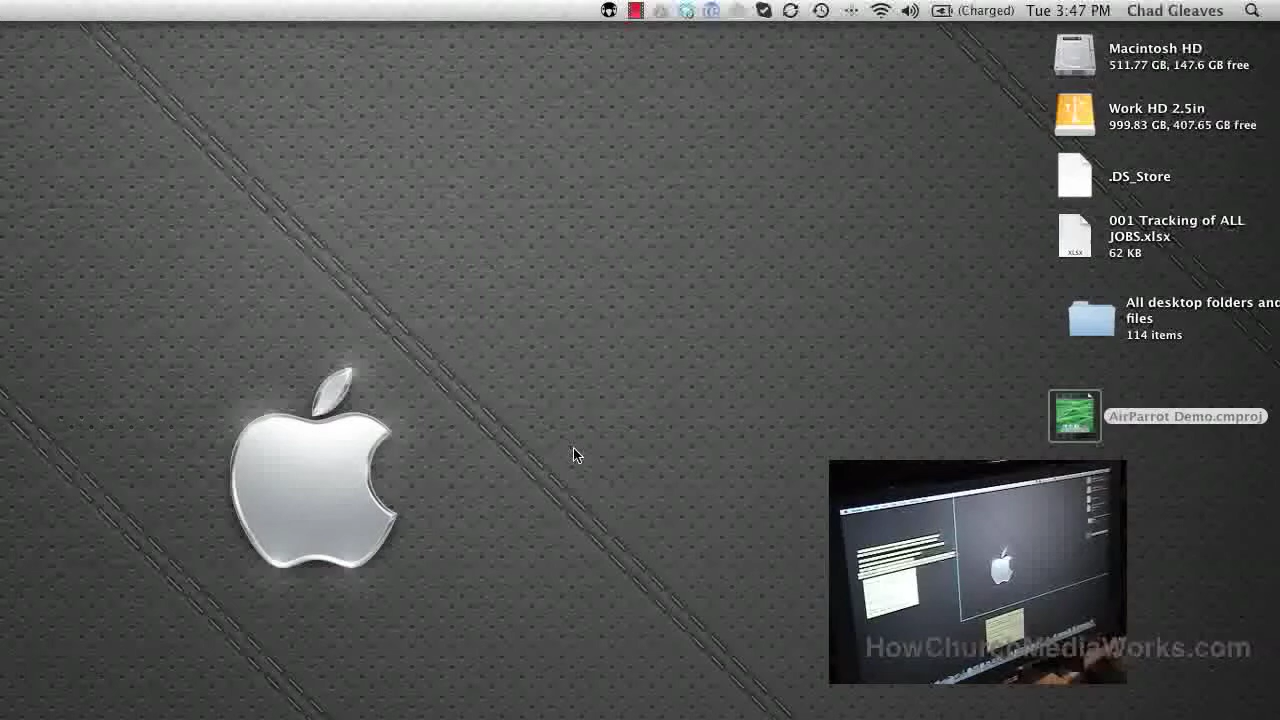 (Charged) Tue 3:47 PM Chad Gleaves
Macintosh HD
511.77 GB, 147.6 GB free
Work HD 2.5in
999.83 GB, 407.65 GB free
.DS_Store
001 Tracking of ALL
JOBS.xlsx
62 KB
XLSX
All desktop folders and
files
114 items
AirParrot Demo.cmproj
HowChurchMediaWorks.com